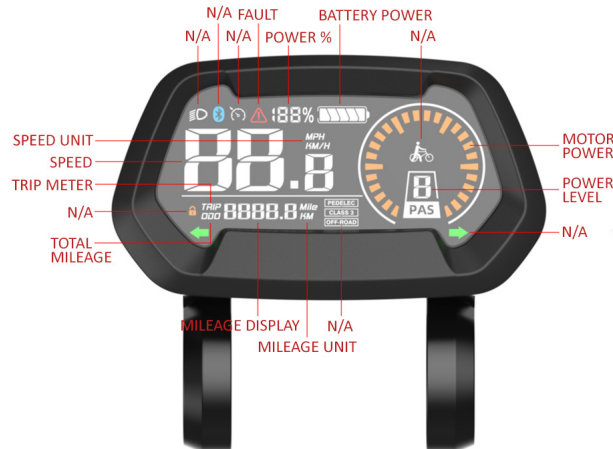 N/A FAULT BATTERY POWER
N/A N/A POWER % N/A
188%
SPEED UNIT MPH
KM/H
SPEED 88.8
MOTOR
POWER
TRIP METER
POWER
LEVEL
8
PAS
N/A TRIP 8888.8 Mile PEDELEC
ODO KM CLASS 3
OFF-ROAD
TOTAL
MILEAGE
N/A
MILEAGE DISPLAY N/A
MILEAGE UNIT